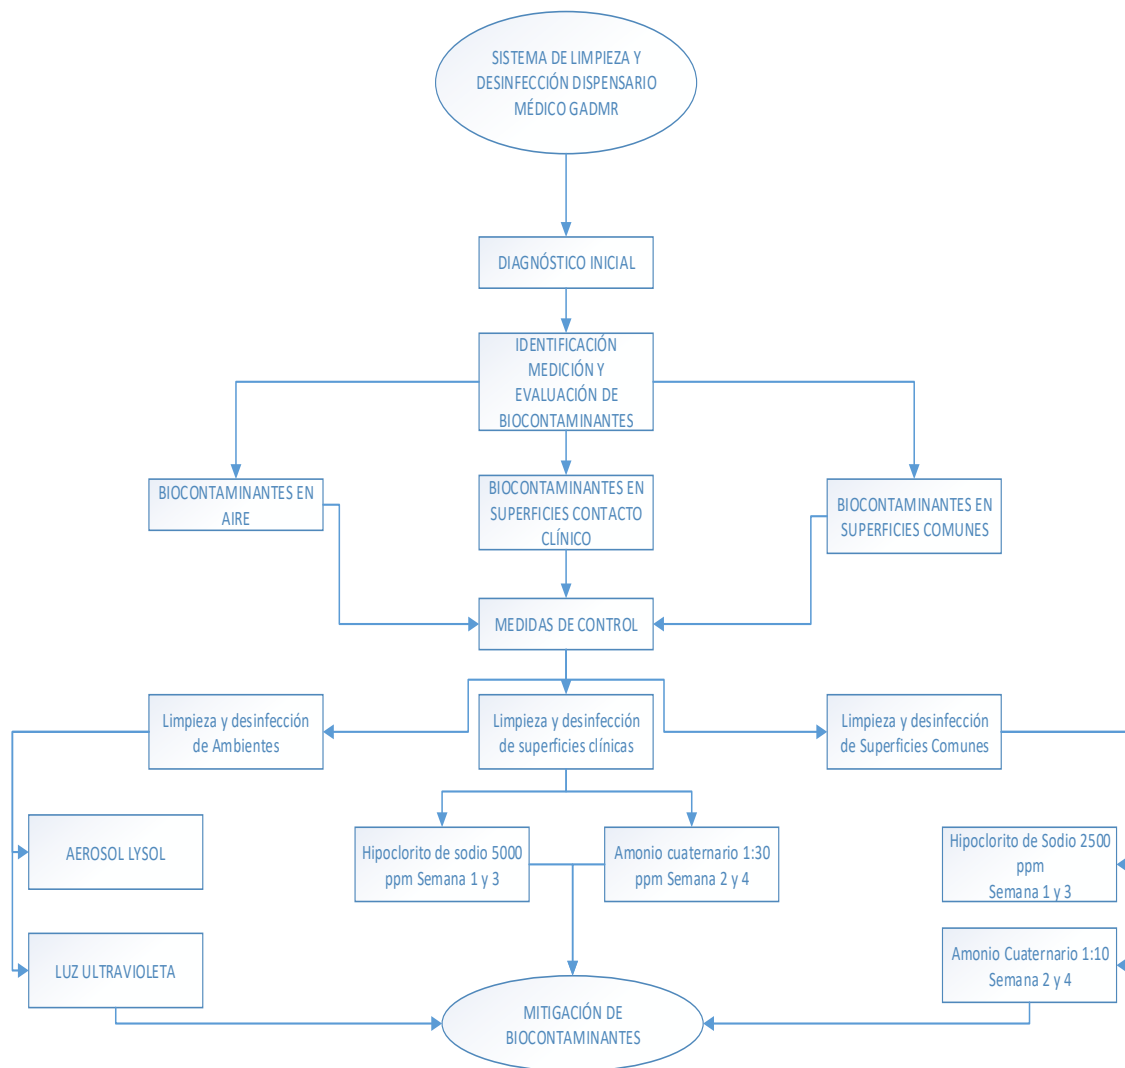 SISTEMA DE LIMPIEZA Y
DESINFECCIÓN DISPENSARIO
MÉDICO GADMR
DIAGNÓSTICO INICIAL
IDENTIFICACIÓN
MEDICIÓN Y
EVALUACIÓN DE
BIOCONTAMINANTES
BIOCONTAMINANTES EN
AIRE
BIOCONTAMINANTES EN
SUPERFICIES CONTACTO
CLÍNICO
BIOCONTAMINANTES EN
SUPERFICIES COMUNES
MEDIDAS DE CONTROL
Limpieza y desinfección
de Ambientes
Limpieza y desinfección
de superficies clínicas
Limpieza y desinfección
de Superficies Comunes
AEROSOL LYSOL
Hipoclorito de sodio 5000
ppm Semana 1 y 3
Amonio cuaternario 1:30
ppm Semana 2 y 4
Hipoclorito de Sodio 2500
ppm
Semana 1 y 3
LUZ ULTRAVIOLETA
Amonio Cuaternario 1:10
Semana 2 y 4
MITIGACIÓN DE
BIOCONTAMINANTES